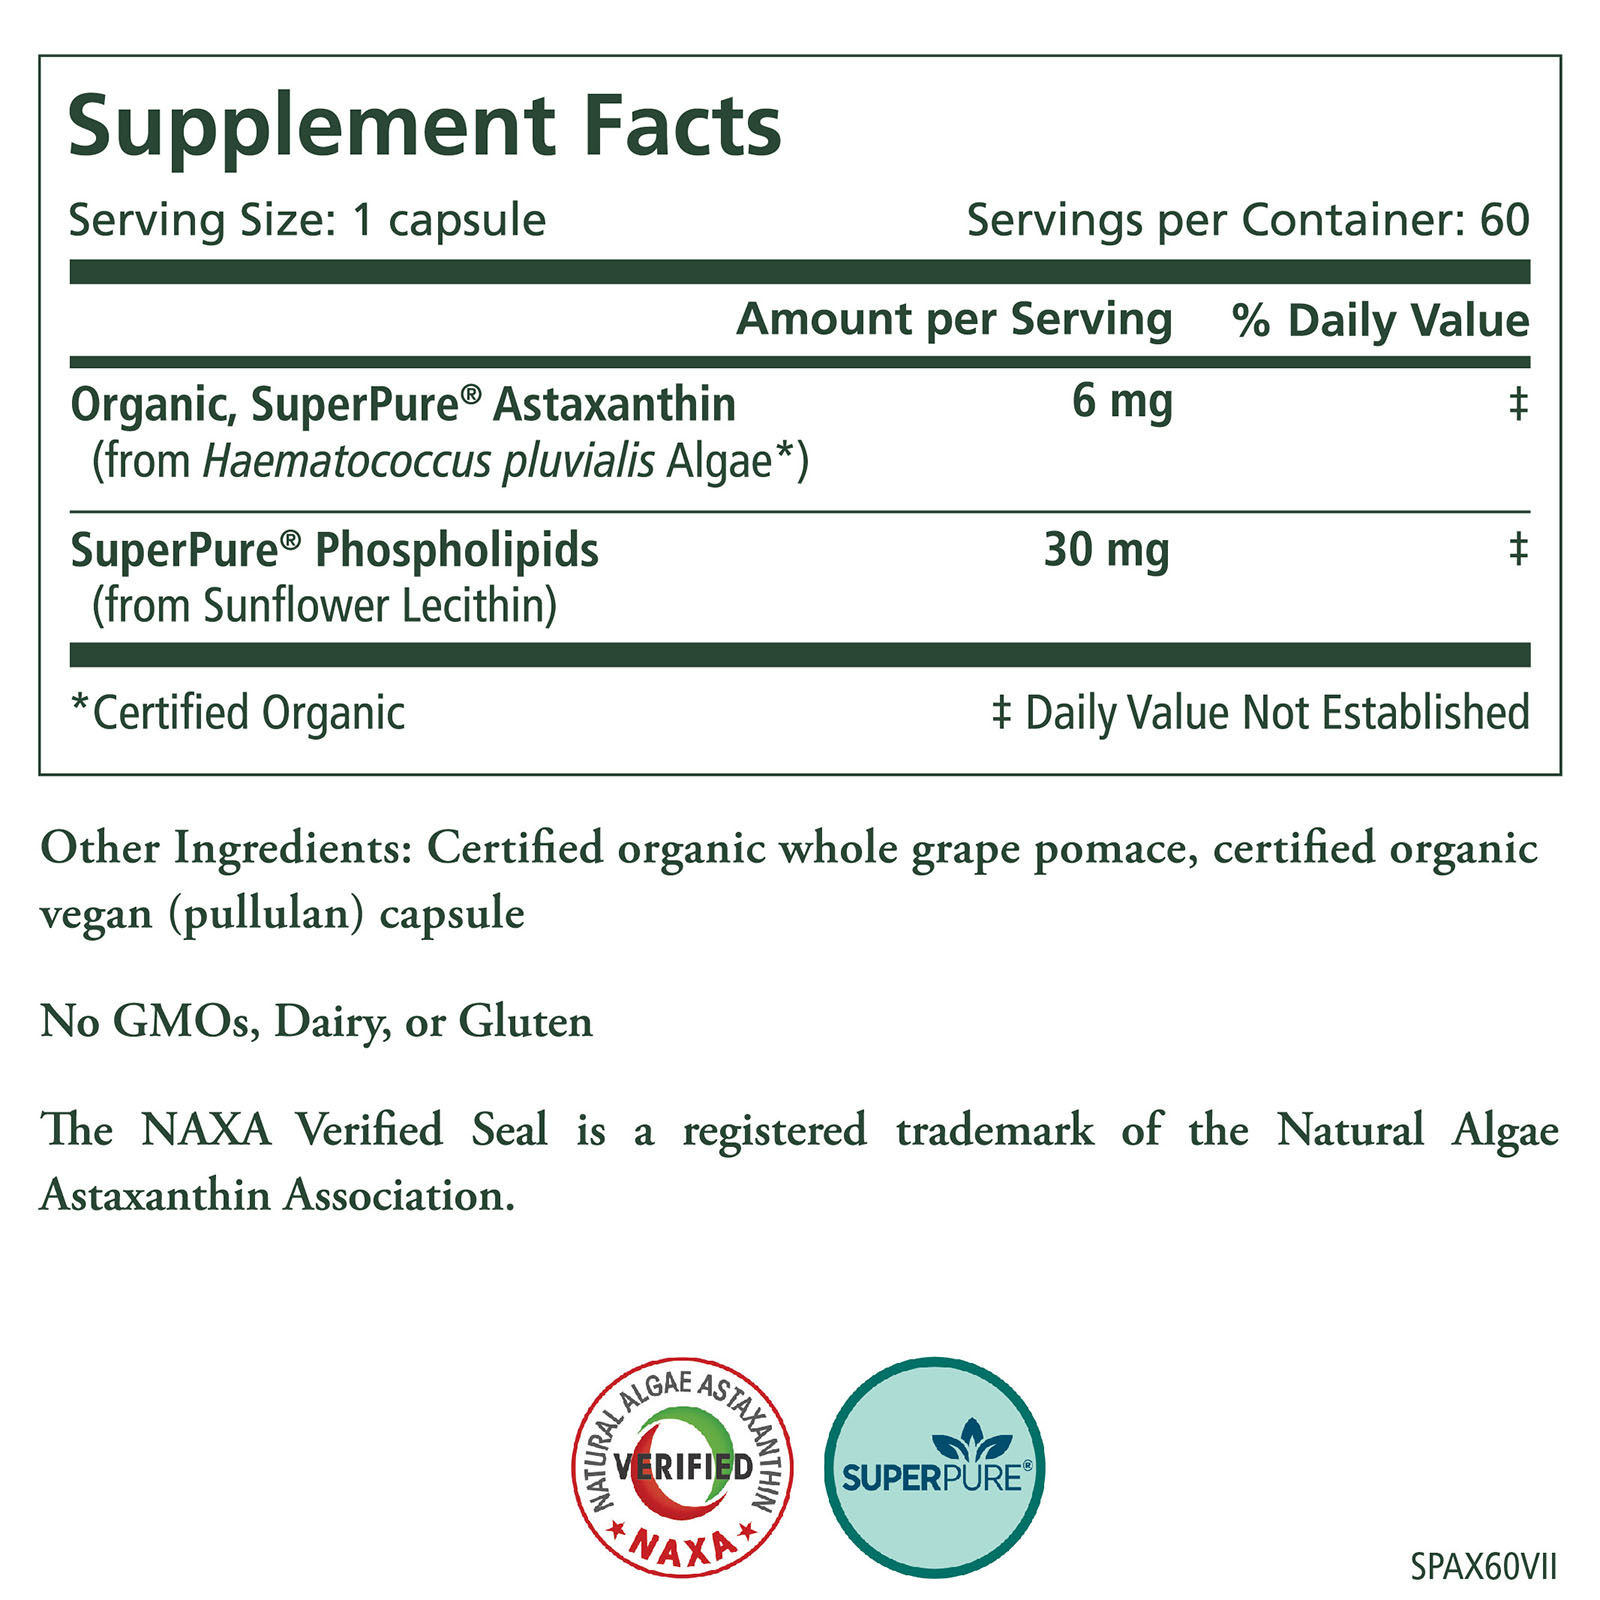 Supplement Facts
Serving Size: 1 capsule Servings per Container: 60
Amount per Serving % Daily Value
Organic, SuperPure® Astaxanthin 6 mg ‡
(from Haematococcus pluvialis Algae*)
SuperPure® Phospholipids 30 mg ‡
(from Sunflower Lecithin)
*Certified Organic ‡ Daily Value Not Established
Other Ingredients: Certified organic whole grape pomace, certified organic
vegan (pullulan) capsule
No GMOs, Dairy, or Gluten
The NAXA Verified Seal is a registered trademark of the Natural Algae
Astaxanthin Association.
NATURAL ALGAE ASTAXANTHIN
VERIFIED
★ NAXA ★
SUPERPURE®
SPAX60VII